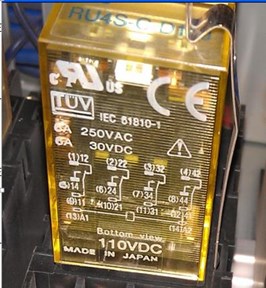 RU4S-C D
c RU US
CE
TÜV
IEC 61810-1
6A 250VAC
6A 30VDC
(1)12 (2)22 (3)32 (4)42
(5)14 (6)24 (7)34 (8)44
(9)11 (10)21 (11)31 (12)41
(13)A1 (14)A2
Bottom view
110VDC
MADE IN JAPAN